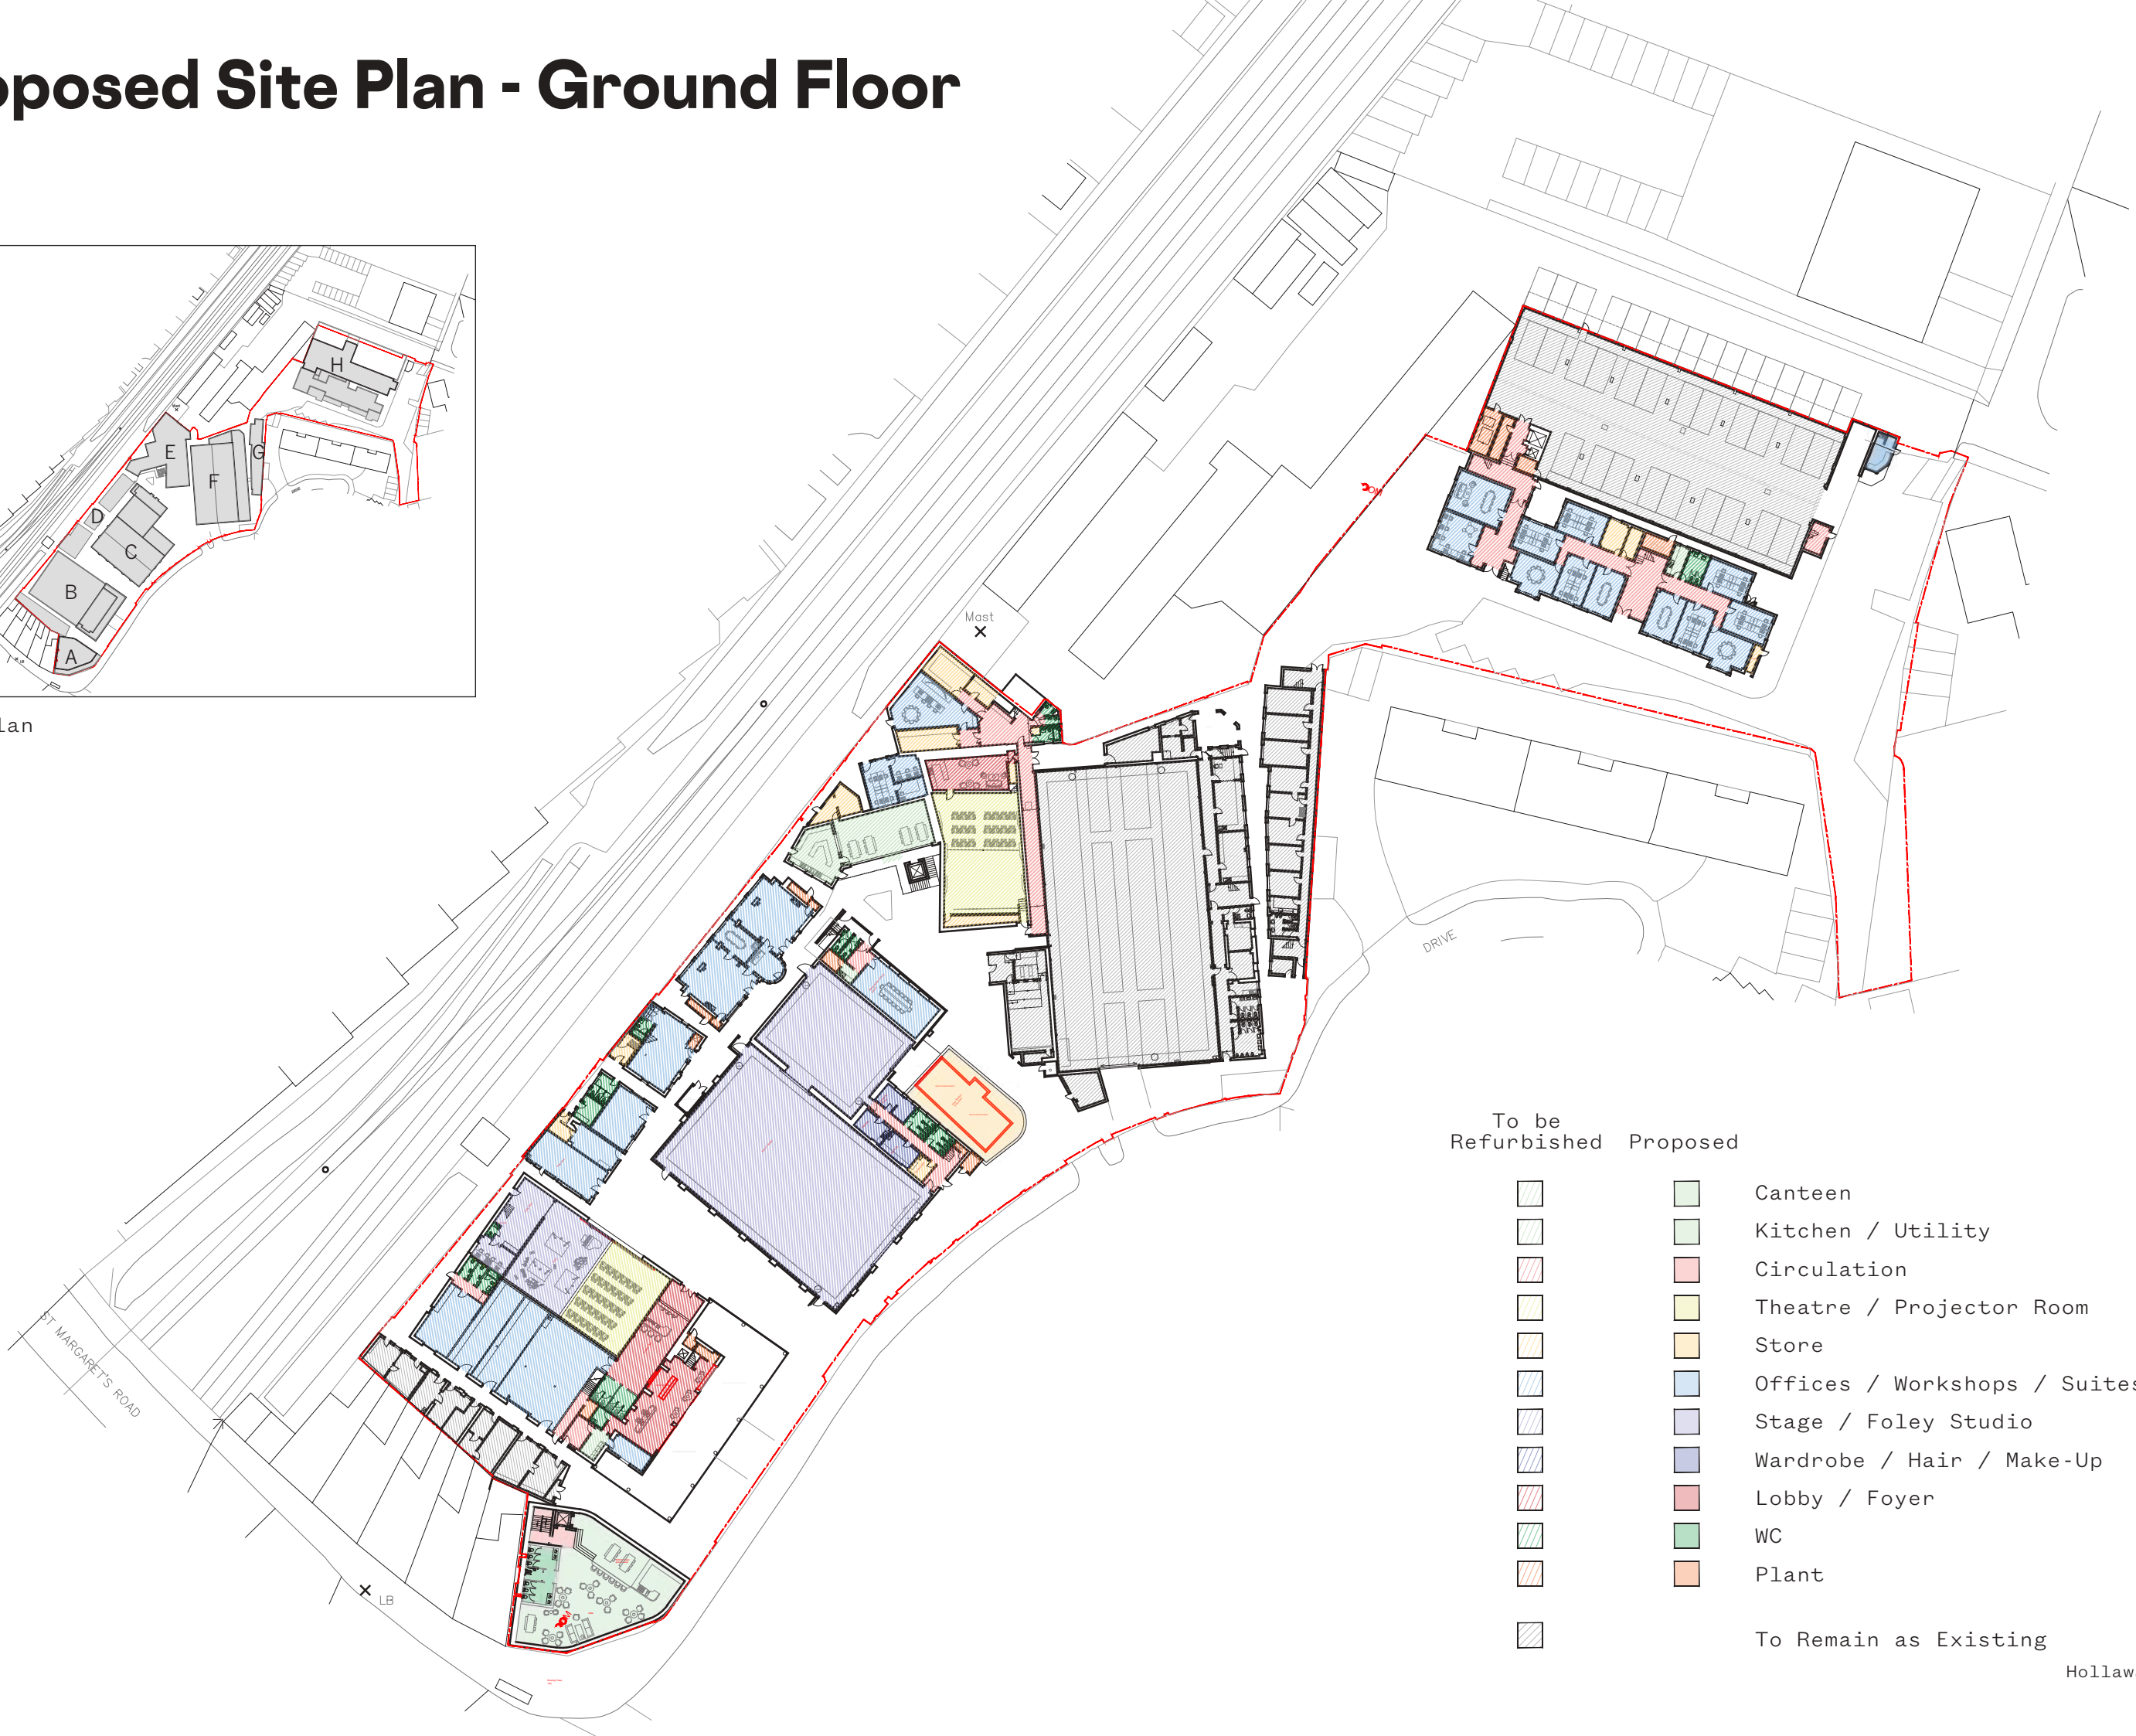 pposed Site Plan - Ground Floor
H
E
G
F
D
C
B
A
lan
Mast
DRIVE
ST MARGARET'S ROAD
LB
To be
Refurbished Proposed
Canteen
Kitchen / Utility
Circulation
Theatre / Projector Room
Store
Offices / Workshops / Suites
Stage / Foley Studio
Wardrobe / Hair / Make-Up
Lobby / Foyer
WC
Plant
To Remain as Existing
Hollaw